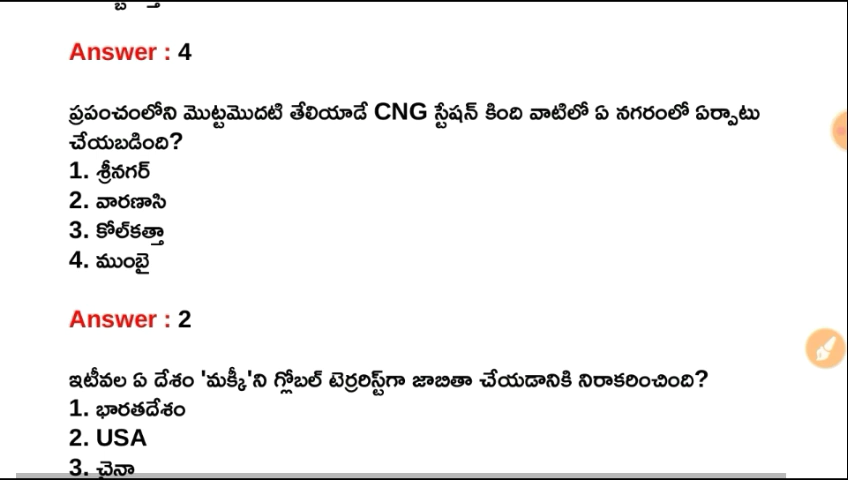 Answer : 4
ప్రపంచంలోని మొట్టమొదటి తేలియాడే CNG స్టేషన్ కింది వాటిలో ఏ నగరంలో ఏర్పాటు
చేయబడింది?
1. శ్రీనగర్
2. వారణాసి
3. కోల్‌కత్తా
4. ముంబై
Answer : 2
ఇటీవల ఏ దేశం 'మక్కీ'ని గ్లోబల్ టెర్రరిస్ట్‌గా జాబితా చేయడానికి నిరాకరించింది?
1. భారతదేశం
2. USA
3. చైనా